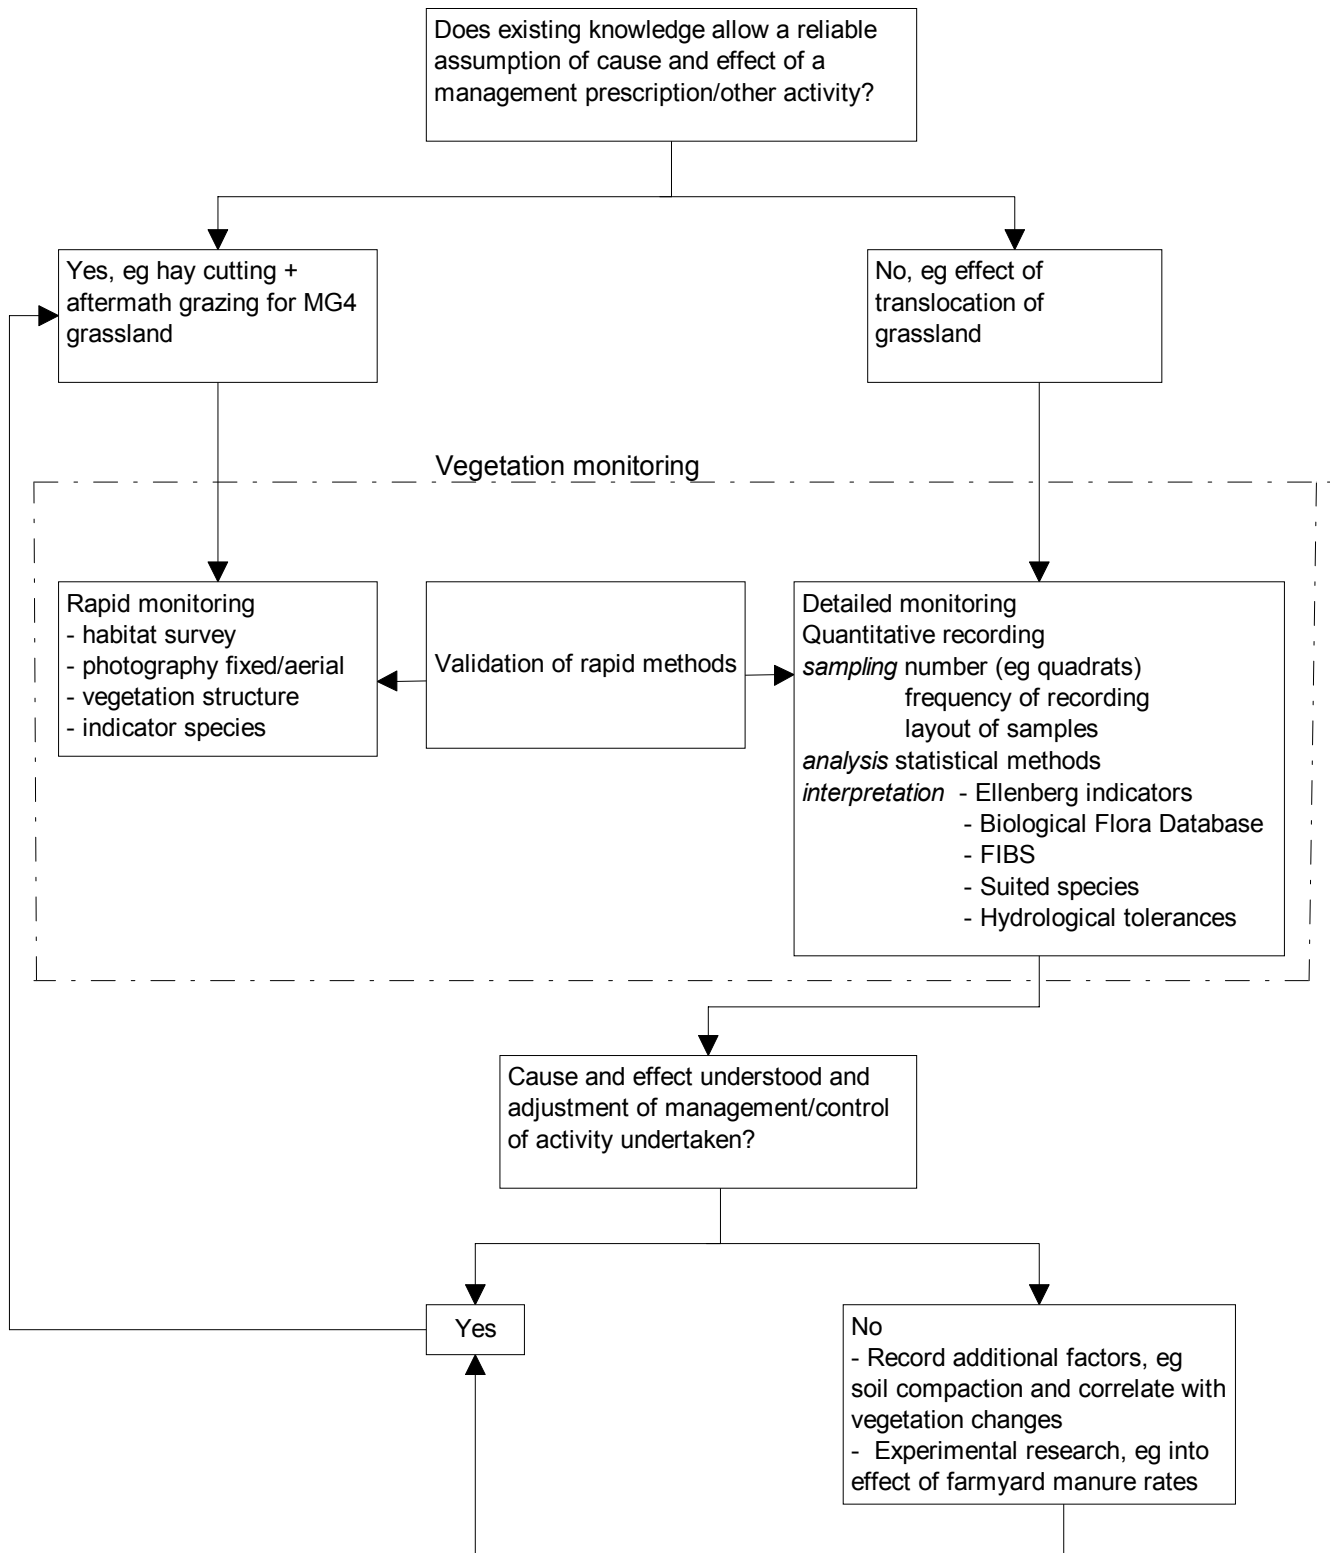 Does existing knowledge allow a reliable
assumption of cause and effect of a
management prescription/other activity?
Yes, eg hay cutting +
aftermath grazing for MG4
grassland
No, eg effect of
translocation of
grassland
Vegetation monitoring
Rapid monitoring
- habitat survey
- photography fixed/aerial
- vegetation structure
- indicator species
Validation of rapid methods
Detailed monitoring
Quantitative recording
sampling number (eg quadrats)
frequency of recording
layout of samples
analysis statistical methods
interpretation - Ellenberg indicators
- Biological Flora Database
- FIBS
- Suited species
- Hydrological tolerances
Cause and effect understood and
adjustment of management/control
of activity undertaken?
Yes
No
- Record additional factors, eg
soil compaction and correlate with
vegetation changes
- Experimental research, eg into
effect of farmyard manure rates